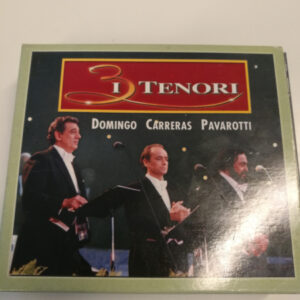 3 I TENORI
DOMINGO CARRERAS PAVAROTTI